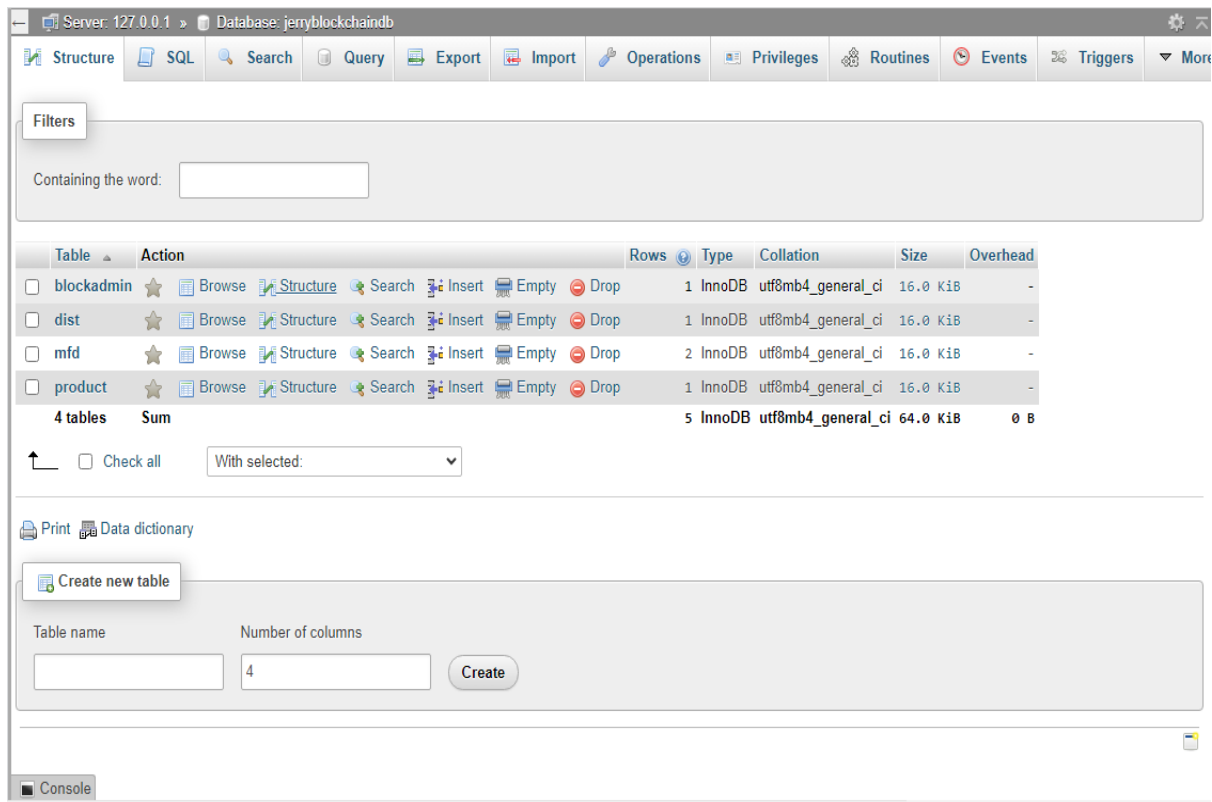 ← Server: 127.0.0.1 » Database: jerryblockchaindb
Structure SQL Search Query Export Import Operations Privileges Routines Events Triggers More
Filters
Containing the word:
Table Action Rows Type Collation Size Overhead
blockadmin Browse Structure Search Insert Empty Drop 1 InnoDB utf8mb4_general_ci 16.0 KiB -
dist Browse Structure Search Insert Empty Drop 1 InnoDB utf8mb4_general_ci 16.0 KiB -
mfd Browse Structure Search Insert Empty Drop 2 InnoDB utf8mb4_general_ci 16.0 KiB -
product Browse Structure Search Insert Empty Drop 1 InnoDB utf8mb4_general_ci 16.0 KiB -
4 tables Sum 5 InnoDB utf8mb4_general_ci 64.0 KiB 0 B
Check all With selected:
Print Data dictionary
Create new table
Table name Number of columns
4 Create
Console